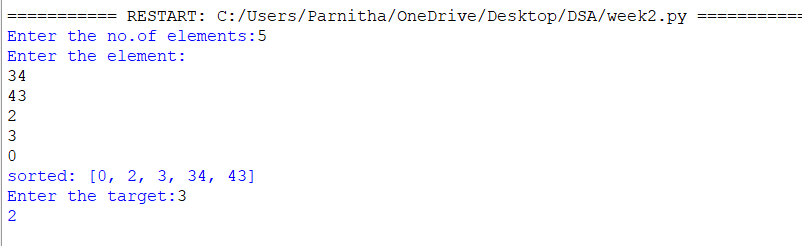 =========== RESTART: C:/Users/Parnitha/OneDrive/Desktop/DSA/week2.py ===========
Enter the no.of elements:5
Enter the element:
34
43
2
3
0
sorted: [0, 2, 3, 34, 43]
Enter the target:3
2